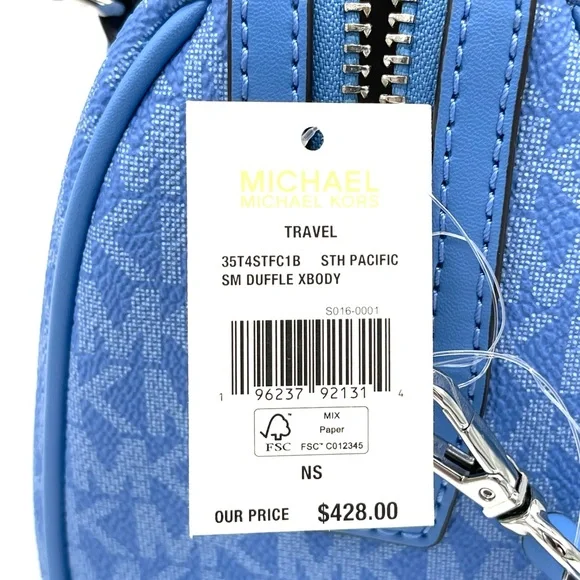 MICHAEL
MICHAEL KORS
TRAVEL
35T4STFC1B STH PACIFIC
SM DUFFLE XBODY
S016-0001
1 96237 92131 4
FSC
MIX
Paper
FSC™ C012345
NS
OUR PRICE $428.00